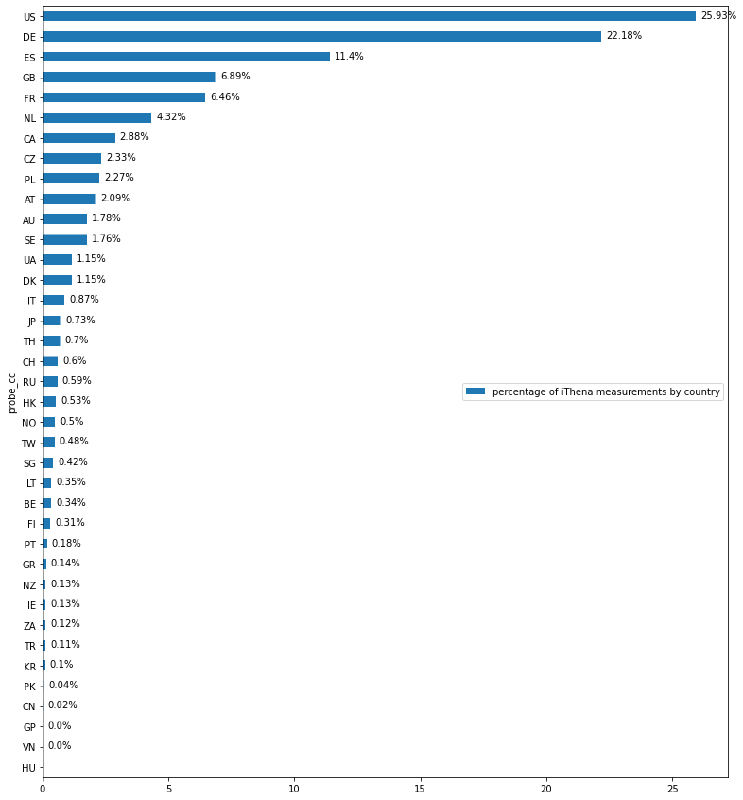 US 25.93%
DE 22.18%
ES 11.4%
GB 6.89%
FR 6.46%
NL 4.32%
CA 2.88%
CZ 2.33%
PL 2.27%
AT 2.09%
AU 1.78%
SE 1.76%
UA 1.15%
DK 1.15%
IT 0.87%
JP 0.73%
TH 0.7%
CH 0.6%
RU 0.59%
probe_cc
percentage of iThena measurements by country
HK 0.53%
NO 0.5%
TW 0.48%
SG 0.42%
LT 0.35%
BE 0.34%
FI 0.31%
PT 0.18%
GR 0.14%
NZ 0.13%
IE 0.13%
ZA 0.12%
TR 0.11%
KR 0.1%
PK 0.04%
CN 0.02%
GP 0.0%
VN 0.0%
HU
0 5 10 15 20 25